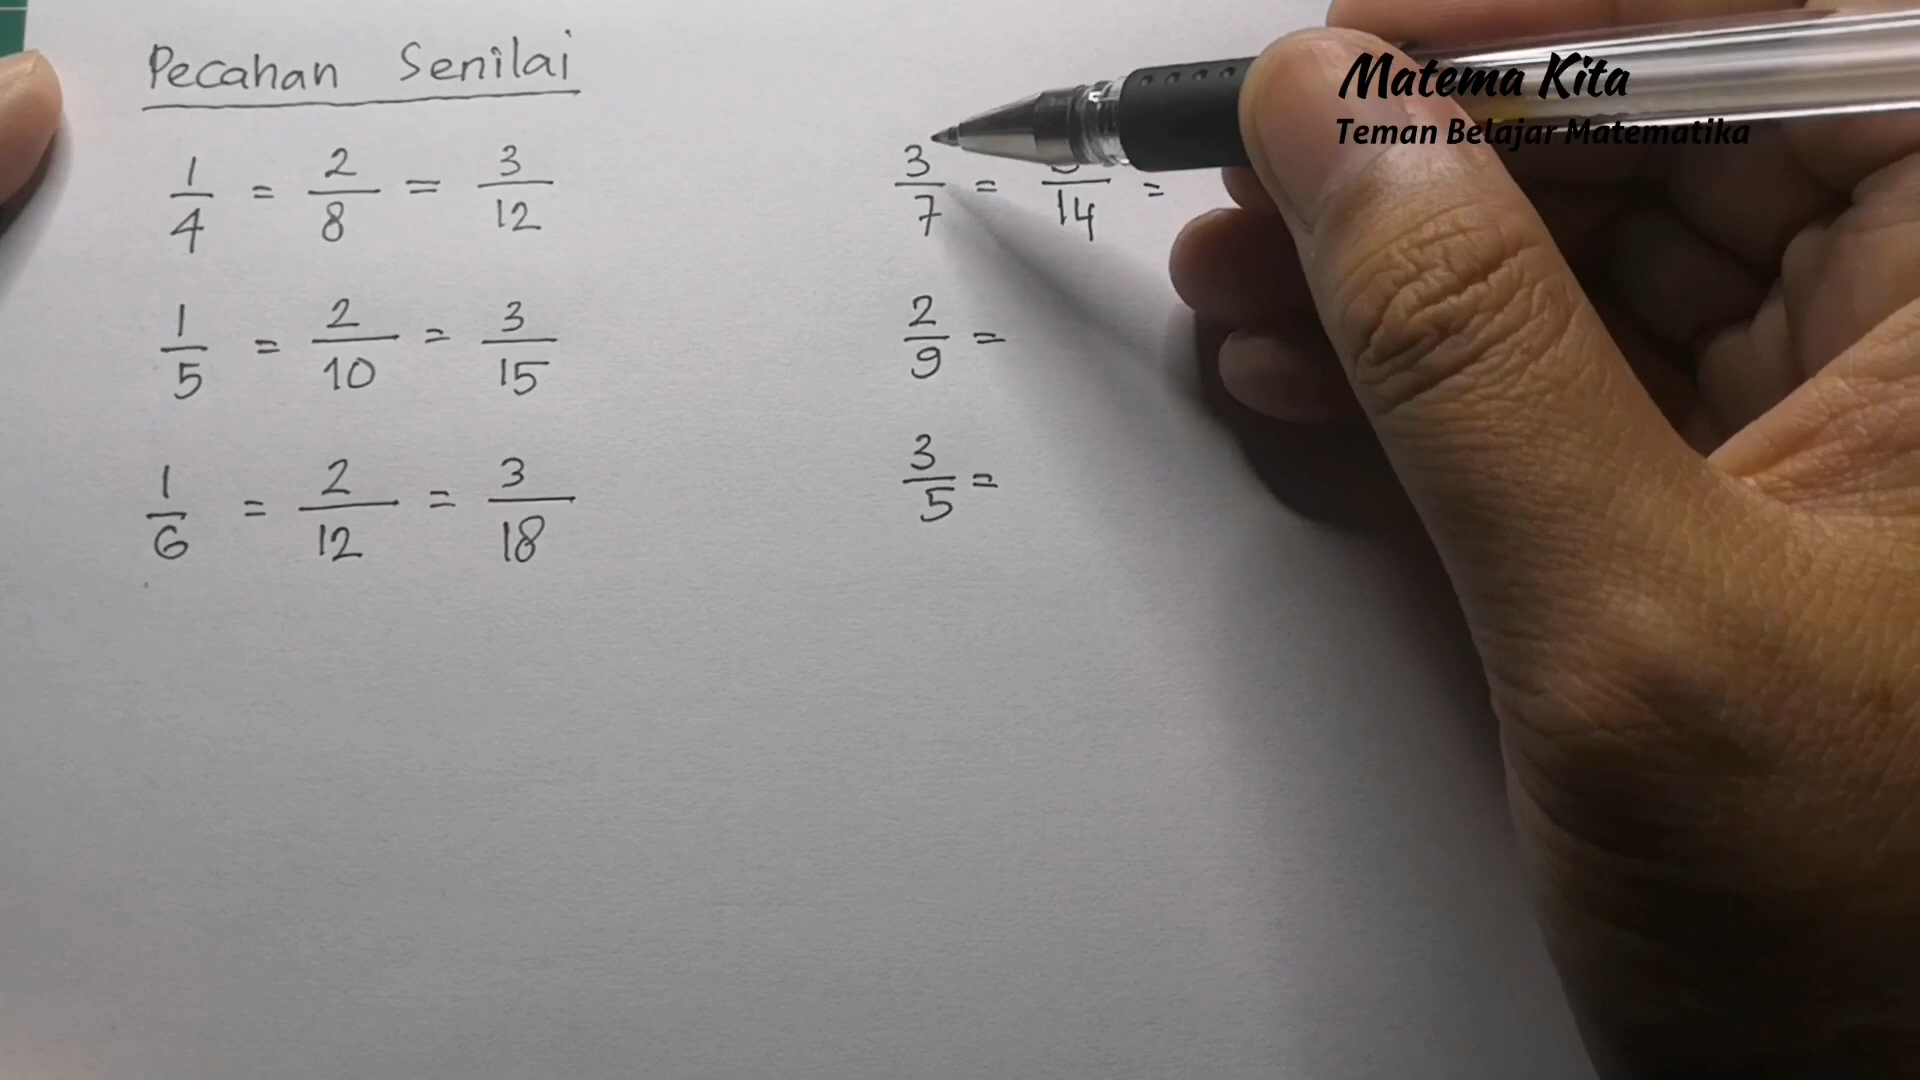 Pecahan Senilai
1/4 = 2/8 = 3/12
1/5 = 2/10 = 3/15
1/6 = 2/12 = 3/18
3/7 = /14 =
2/9 =
3/5 =
Matema Kita
Teman Belajar Matematika